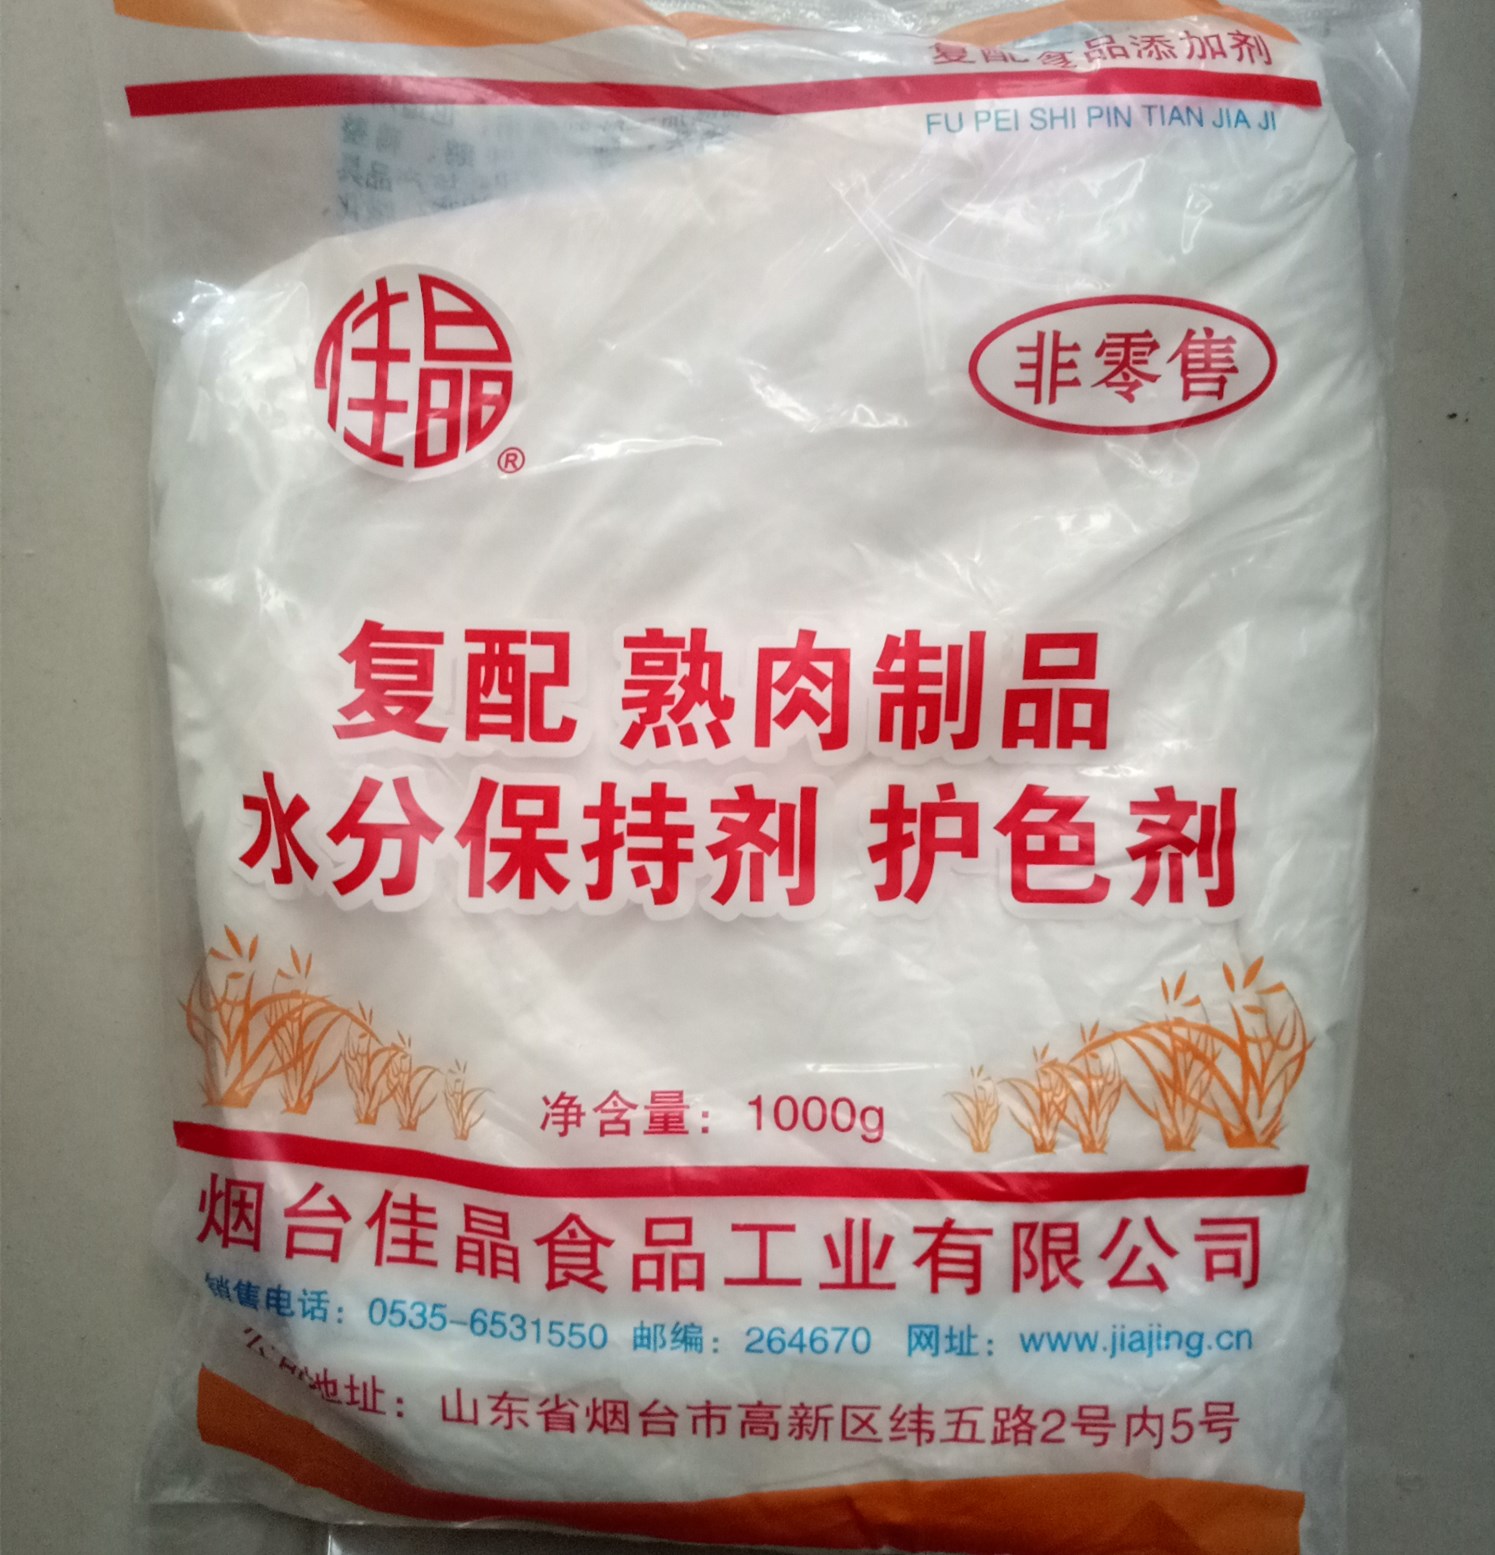 复配食品添加剂
FU PEI SHI PIN TIAN JIA JI
佳晶®
非零售
复配 熟肉制品
水分保持剂 护色剂
净含量：1000g
烟台佳晶食品工业有限公司
销售电话：0535-6531550 邮编：264670 网址：www.jiajing.cn
地址：山东省烟台市高新区纬五路2号内5号